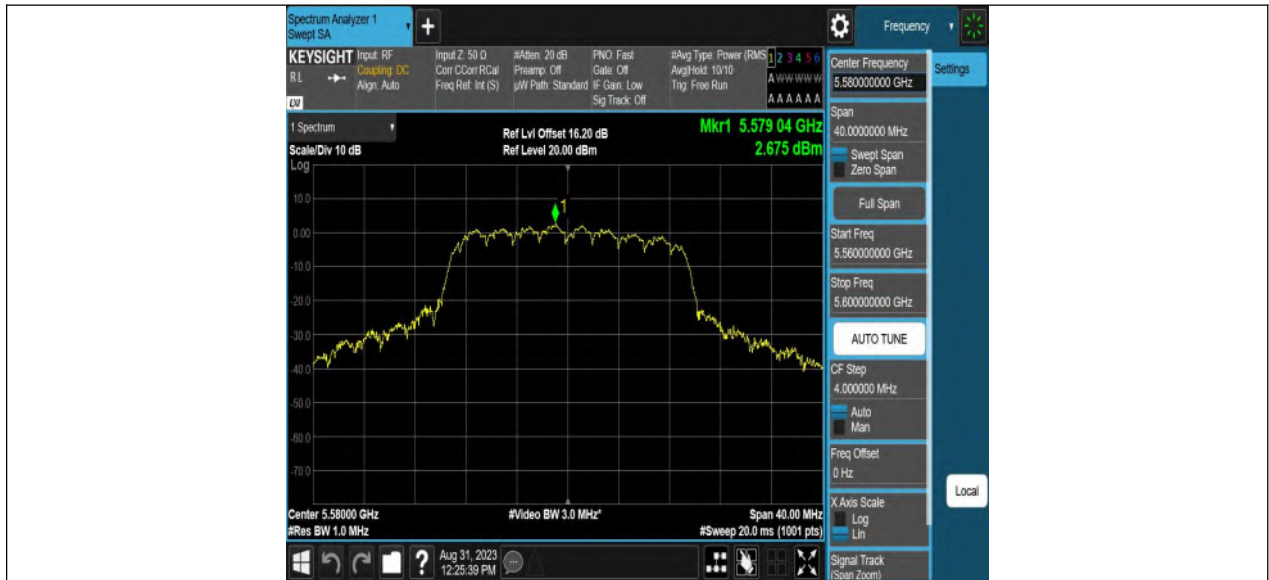 Spectrum Analyzer 1
Swept SA
+
Frequency
KEYSIGHT
RL
LXI
Input: RF
Coupling: DC
Align: Auto
Input Z: 50 Ω
Corr CCorr RCal
Freq Ref: Int (S)
#Atten: 20 dB
Preamp: Off
µW Path: Standard
PNO: Fast
Gate: Off
IF Gain: Low
Sig Track: Off
#Avg Type: Power (RMS
Avg|Hold: 10/10
Trig: Free Run
1 2 3 4 5 6
A W W W W W
A A A A A A
1 Spectrum
Scale/Div 10 dB
Log
Ref Lvl Offset 16.20 dB
Ref Level 20.00 dBm
Mkr1 5.579 04 GHz
2.675 dBm
1
10.0
0.00
-10.0
-20.0
-30.0
-40.0
-50.0
-60.0
-70.0
Center 5.58000 GHz
#Res BW 1.0 MHz
#Video BW 3.0 MHz*
Span 40.00 MHz
#Sweep 20.0 ms (1001 pts)
?
Aug 31, 2023
12:25:39 PM
Center Frequency
5.580000000 GHz
Settings
Span
40.0000000 MHz
Swept Span
Zero Span
Full Span
Start Freq
5.560000000 GHz
Stop Freq
5.600000000 GHz
AUTO TUNE
CF Step
4.000000 MHz
Auto
Man
Freq Offset
0 Hz
X Axis Scale
Log
Lin
Local
Signal Track
(Span Zoom)